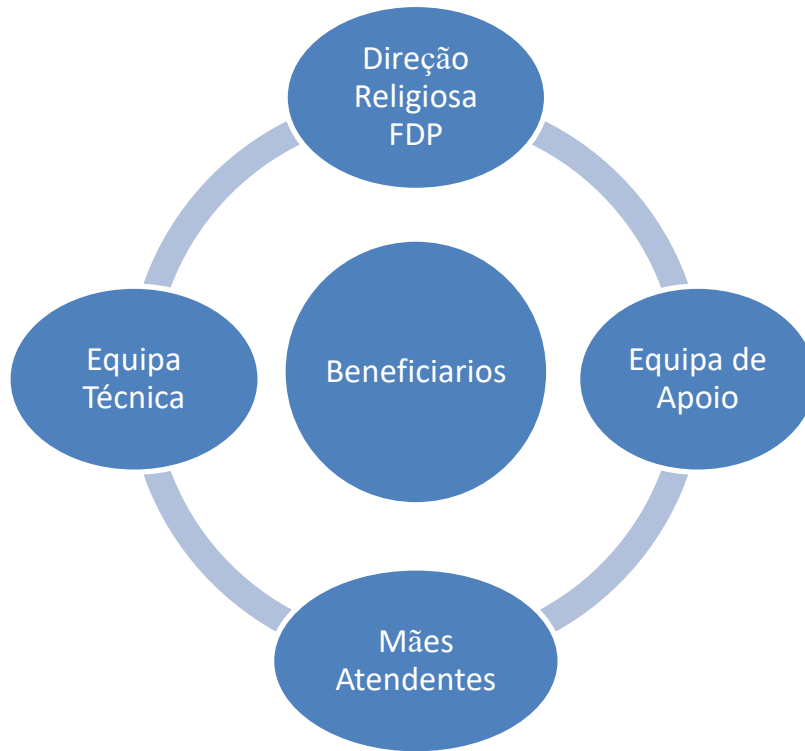 Direção
Religiosa
FDP
Equipa
Técnica
Beneficiarios
Equipa de
Apoio
Mães
Atendentes